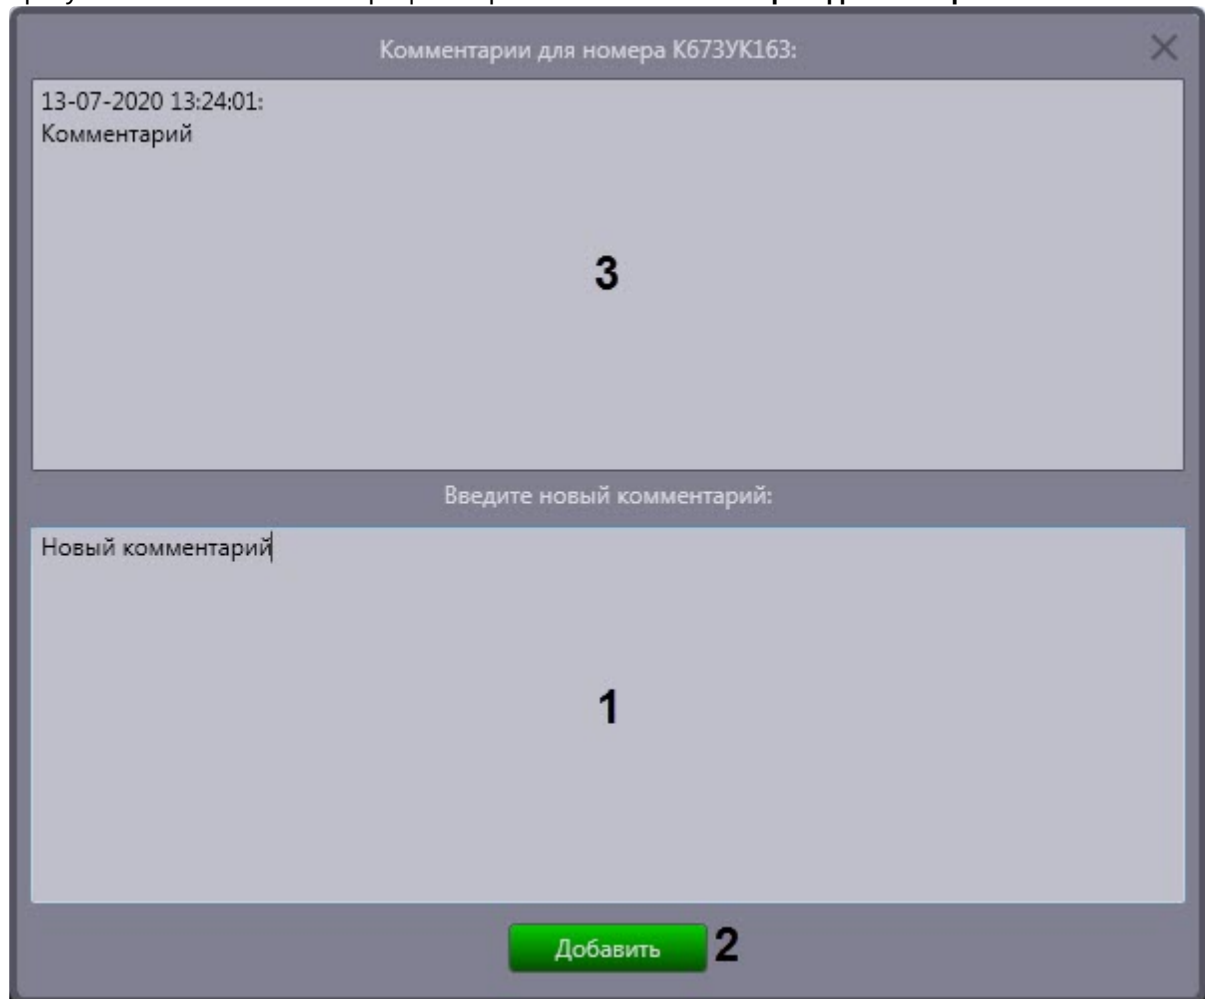 Комментарии для номера К673УК163:
13-07-2020 13:24:01:
Комментарий
3
Введите новый комментарий:
Новый комментарий
1
Добавить 2